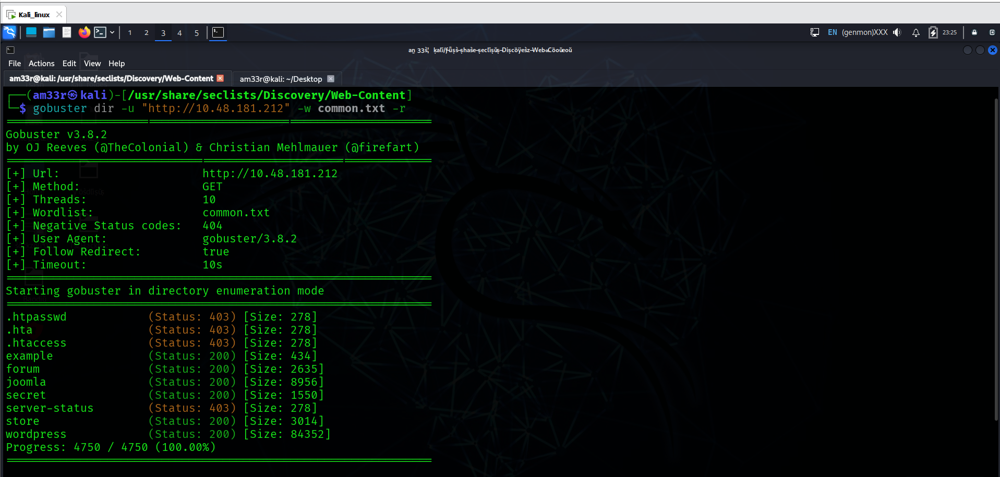 Kali_linux
1 2 3 4 5 EN (genmon)XXX 23:25
File Actions Edit View Help
am33r@kali: /usr/share/seclists/Discovery/Web-Content am33r@kali: ~/Desktop
┌──(am33r㉿kali)-[/usr/share/seclists/Discovery/Web-Content]
└─$ gobuster dir -u "http://10.48.181.212" -w common.txt -r
===============================================================
Gobuster v3.8.2
by OJ Reeves (@TheColonial) & Christian Mehlmauer (@firefart)
===============================================================
[+] Url: http://10.48.181.212
[+] Method: GET
[+] Threads: 10
[+] Wordlist: common.txt
[+] Negative Status codes: 404
[+] User Agent: gobuster/3.8.2
[+] Follow Redirect: true
[+] Timeout: 10s
===============================================================
Starting gobuster in directory enumeration mode
===============================================================
.htpasswd (Status: 403) [Size: 278]
.hta (Status: 403) [Size: 278]
.htaccess (Status: 403) [Size: 278]
example (Status: 200) [Size: 434]
forum (Status: 200) [Size: 2635]
joomla (Status: 200) [Size: 8956]
secret (Status: 200) [Size: 1550]
server-status (Status: 403) [Size: 278]
store (Status: 200) [Size: 3014]
wordpress (Status: 200) [Size: 84352]
Progress: 4750 / 4750 (100.00%)
===============================================================